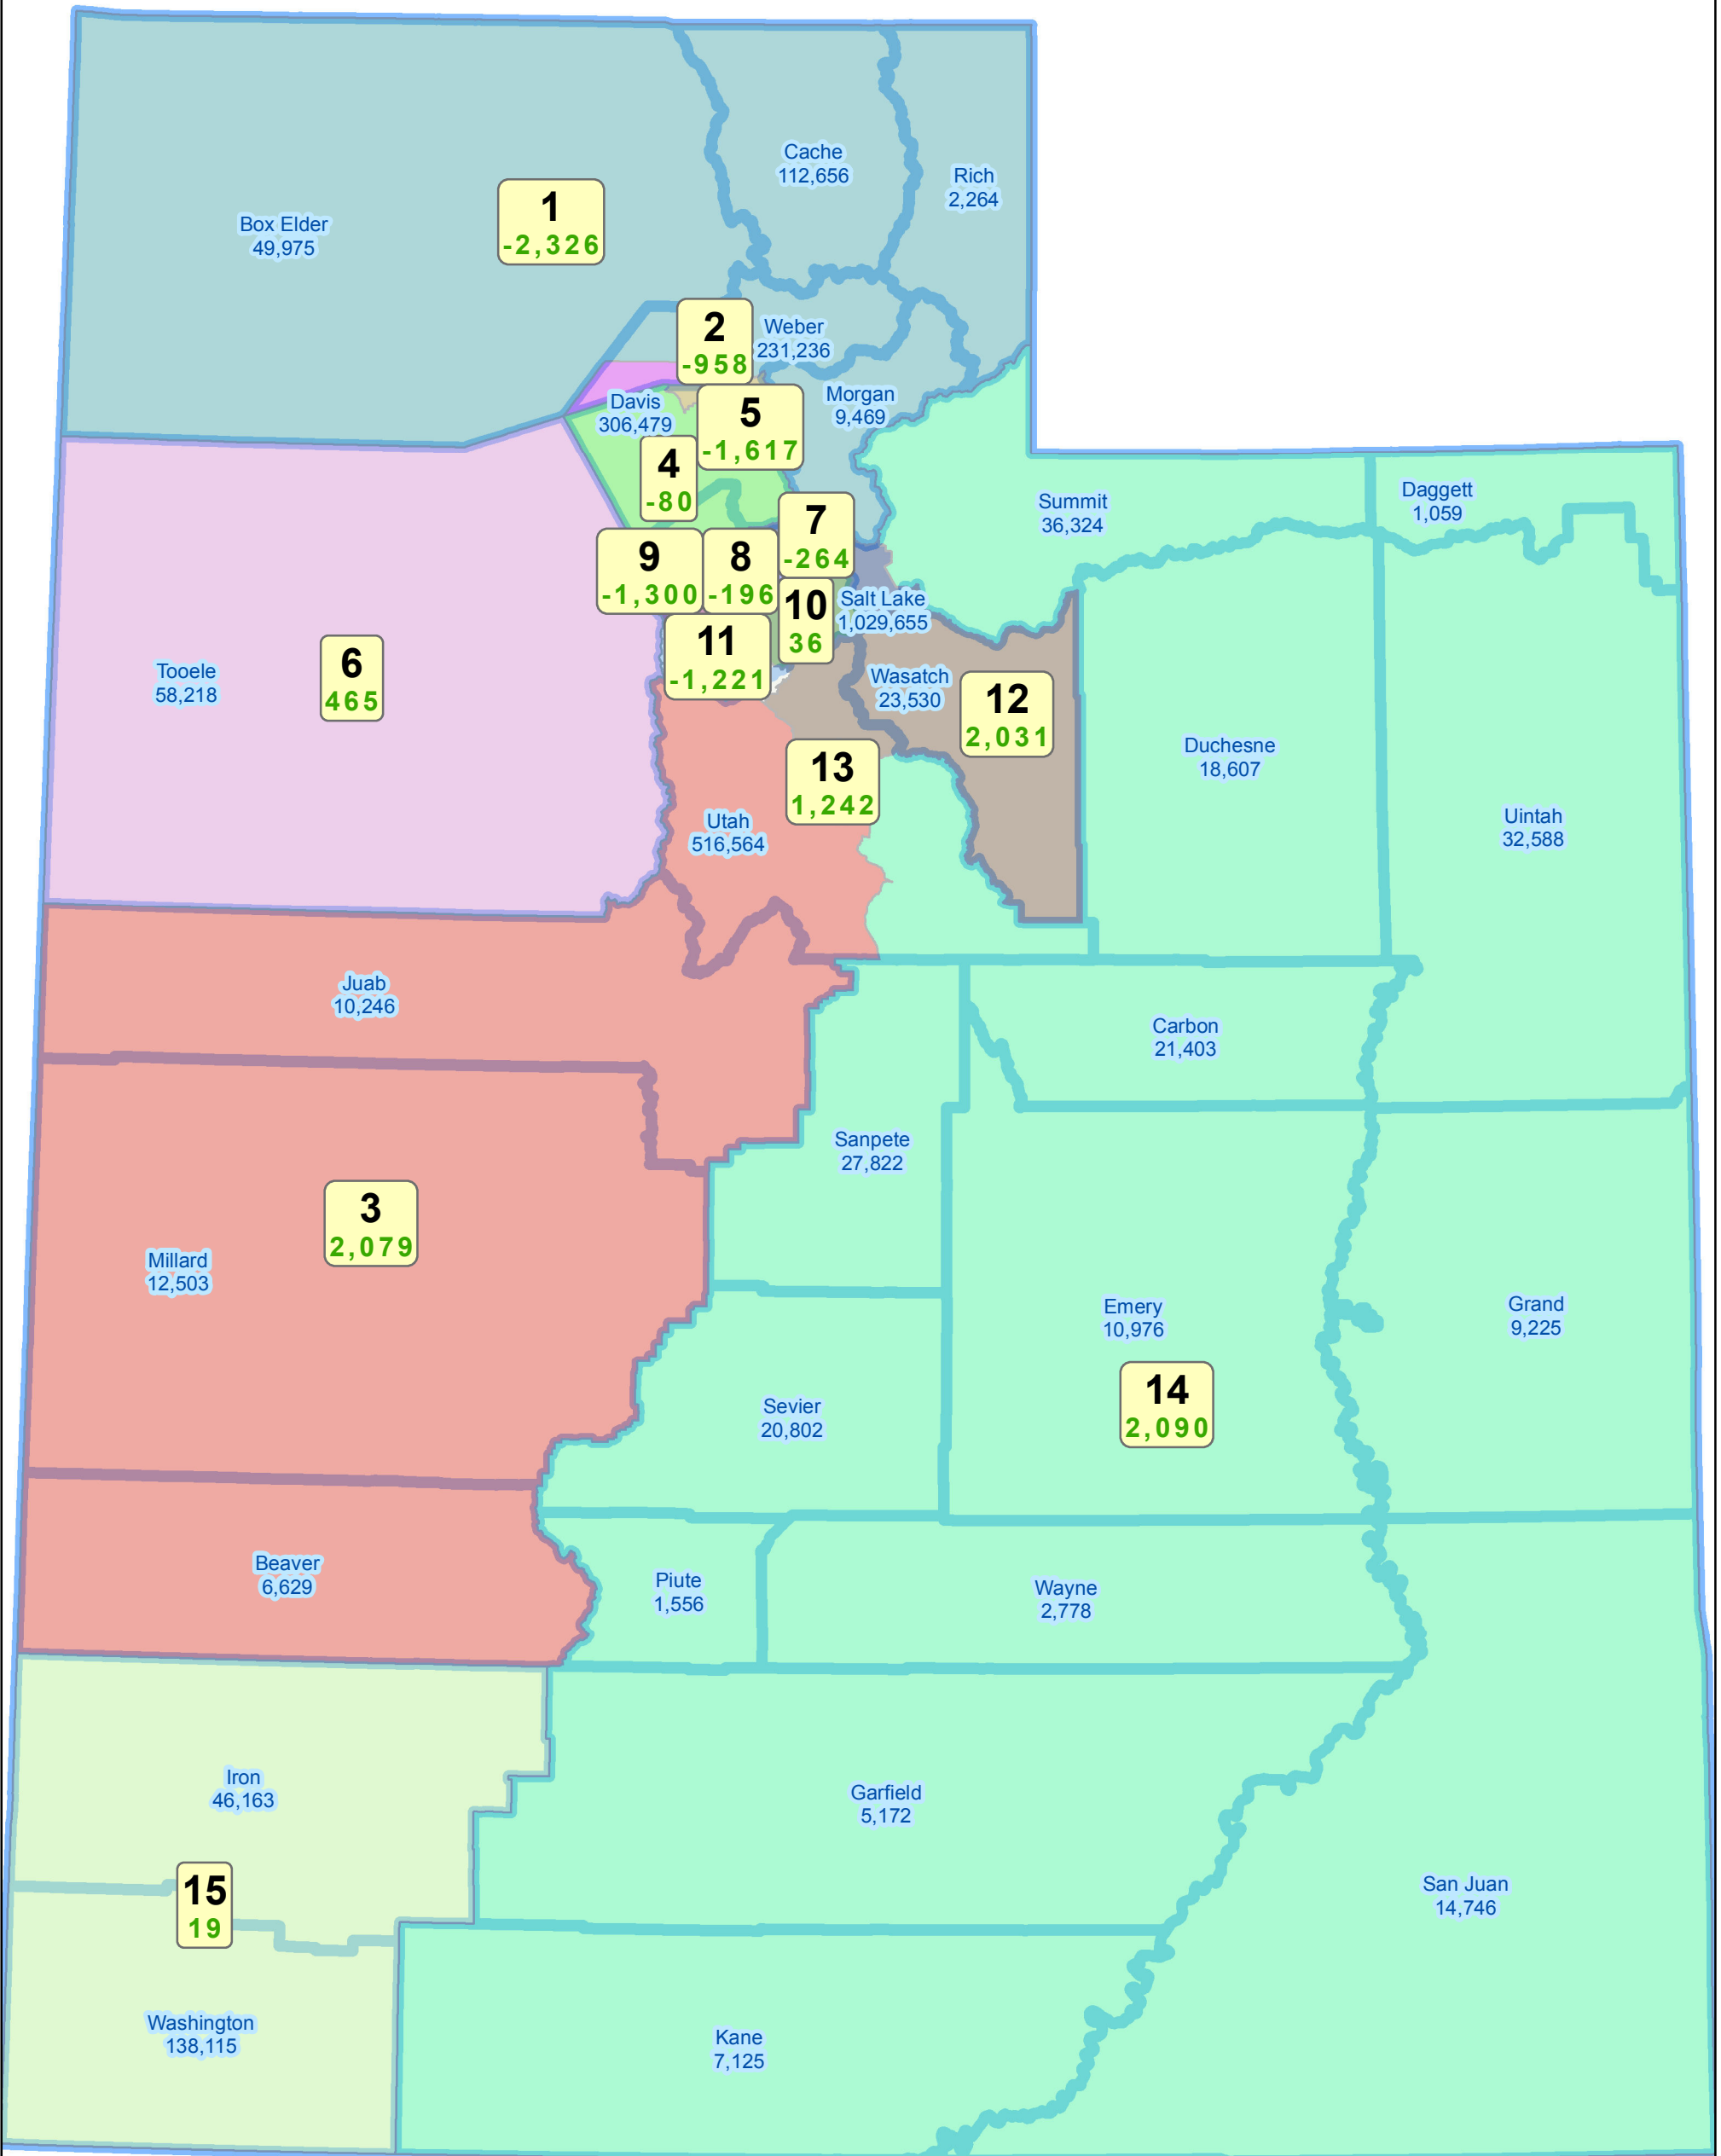 Cache
112,656
Rich
2,264
Box Elder
49,975
1
-2,326
2
-958
Weber
231,236
Davis
306,479
5
-1,617
Morgan
9,469
4
-80
Summit
36,324
Daggett
1,059
7
-264
9
-1,300
8
-196
10
36
Salt Lake
1,029,655
11
-1,221
Tooele
58,218
6
465
Wasatch
23,530
12
2,031
Duchesne
18,607
13
1,242
Utah
516,564
Uintah
32,588
Juab
10,246
Carbon
21,403
Sanpete
27,822
3
2,079
Millard
12,503
Emery
10,976
Grand
9,225
14
2,090
Sevier
20,802
Beaver
6,629
Piute
1,556
Wayne
2,778
Iron
46,163
Garfield
5,172
15
19
San Juan
14,746
Washington
138,115
Kane
7,125